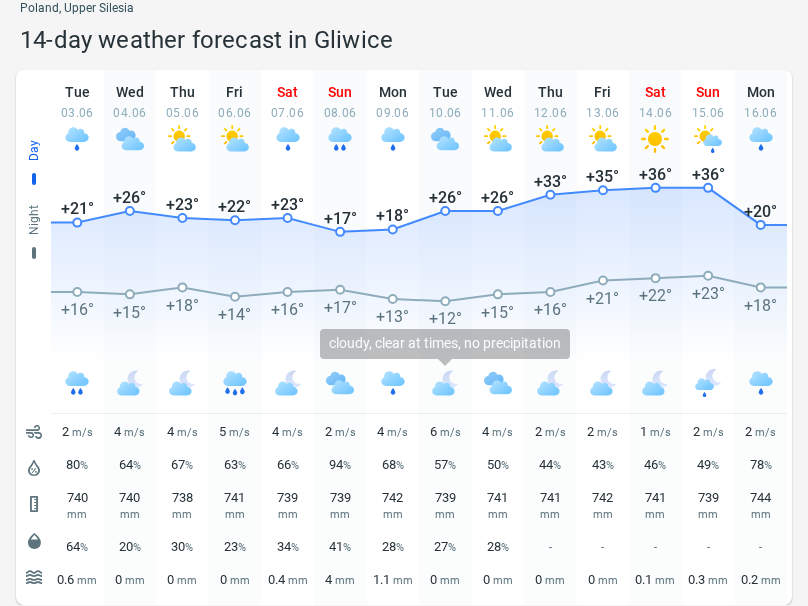 Poland, Upper Silesia
14-day weather forecast in Gliwice
Tue Wed Thu Fri Sat Sun Mon Tue Wed Thu Fri Sat Sun Mon
03.06 04.06 05.06 06.06 07.06 08.06 09.06 10.06 11.06 12.06 13.06 14.06 15.06 16.06
Day
+21° +26° +23° +22° +23° +17° +18° +26° +26° +33° +35° +36° +36° +20°
Night
+16° +15° +18° +14° +16° +17° +13° +12° +15° +16° +21° +22° +23° +18°
cloudy, clear at times, no precipitation
2 m/s 4 m/s 4 m/s 5 m/s 4 m/s 2 m/s 4 m/s 6 m/s 4 m/s 2 m/s 2 m/s 1 m/s 2 m/s 2 m/s
80% 64% 67% 63% 66% 94% 68% 57% 50% 44% 43% 46% 49% 78%
740 740 738 741 739 739 742 739 741 741 742 741 739 744
mm mm mm mm mm mm mm mm mm mm mm mm mm mm
64% 20% 30% 23% 34% 41% 28% 27% 28% - - - - -
0.6 mm 0 mm 0 mm 0 mm 0.4 mm 4 mm 1.1 mm 0 mm 0 mm 0 mm 0 mm 0.1 mm 0.3 mm 0.2 mm